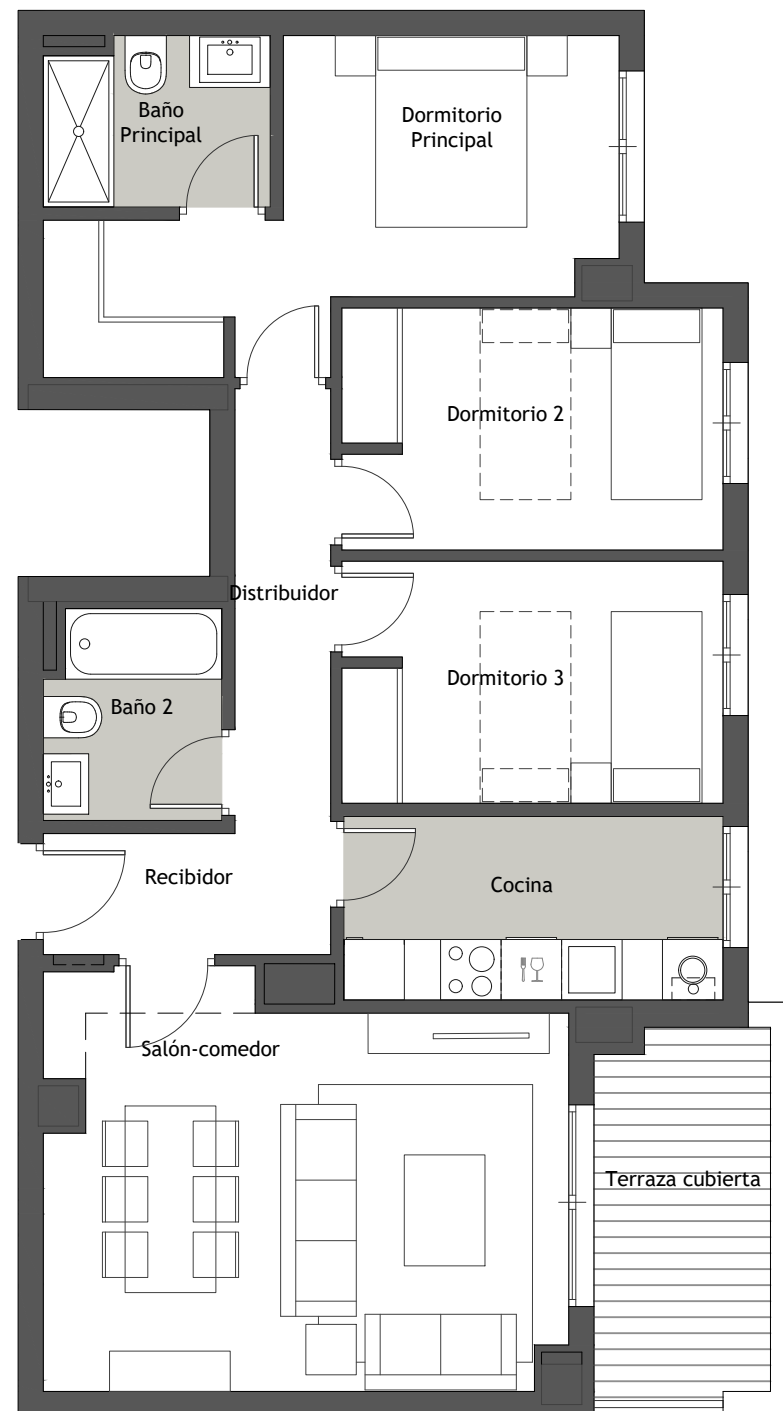 Baño
Principal
Dormitorio
Principal
Dormitorio 2
Distribuidor
Dormitorio 3
Baño 2
Recibidor
Cocina
Salón-comedor
Terraza cubierta